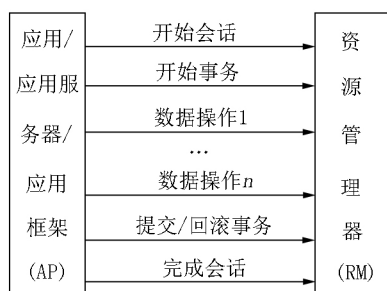 应用/
应用服
务器/
应用
框架
(AP)
开始会话
开始事务
数据操作1
...
数据操作n
提交/回滚事务
完成会话
资
源
管
理
器
(RM)